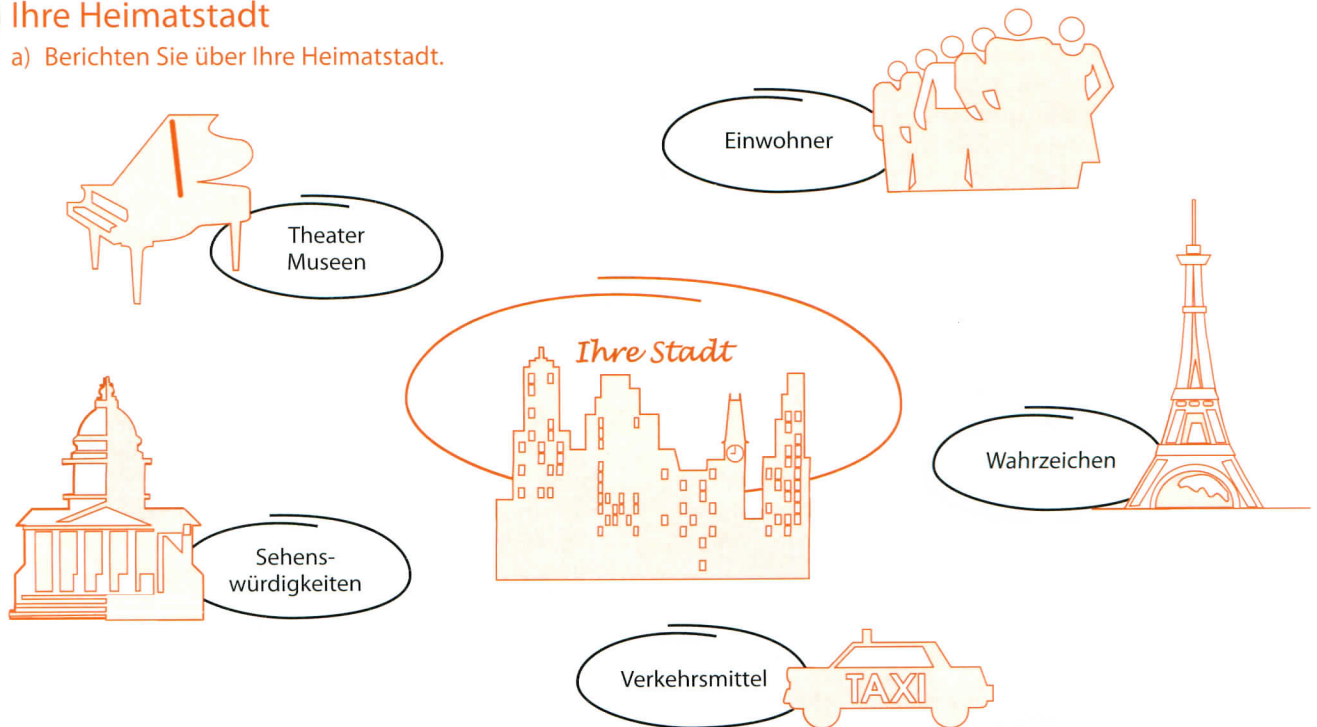 Ihre Heimatstadt
a) Berichten Sie über Ihre Heimatstadt.
Einwohner
Theater
Museen
Ihre Stadt
Wahrzeichen
Sehens-
würdigkeiten
Verkehrsmittel
TAXI